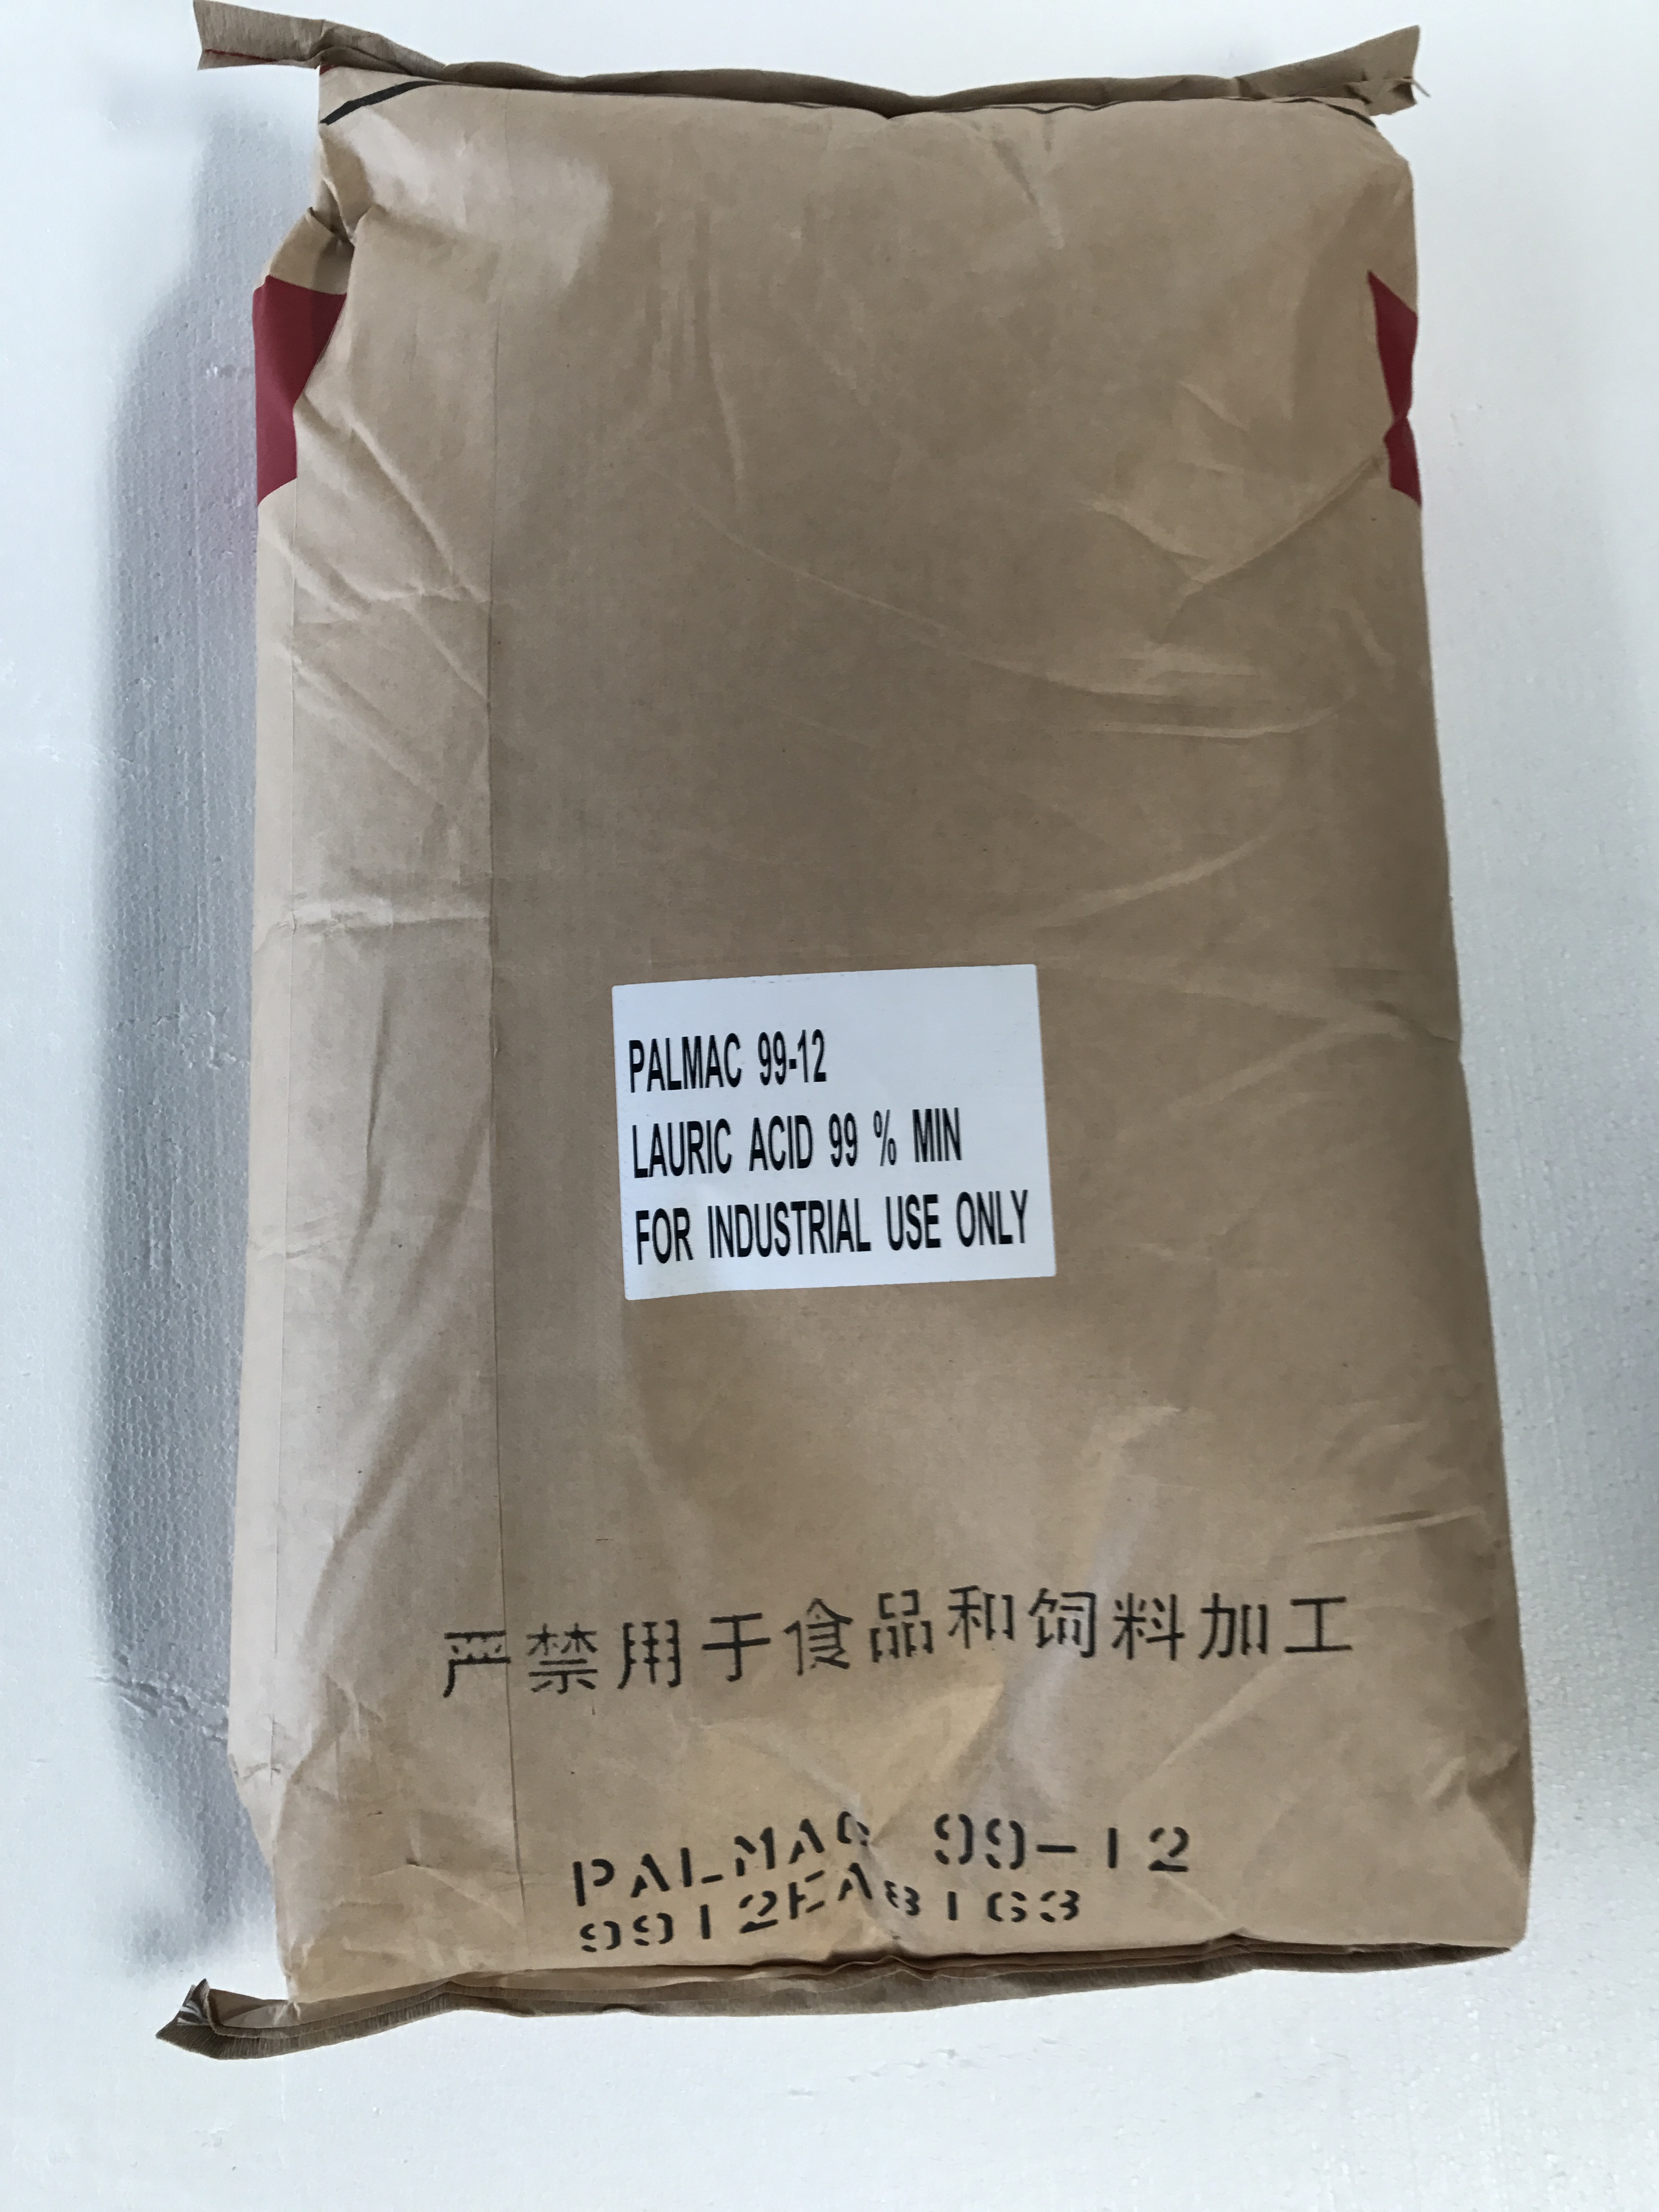 PALMAC 99-12
LAURIC ACID 99 % MIN
FOR INDUSTRIAL USE ONLY
严禁用于食品和饲料加工
PALMAC 99-12
9912EA8163